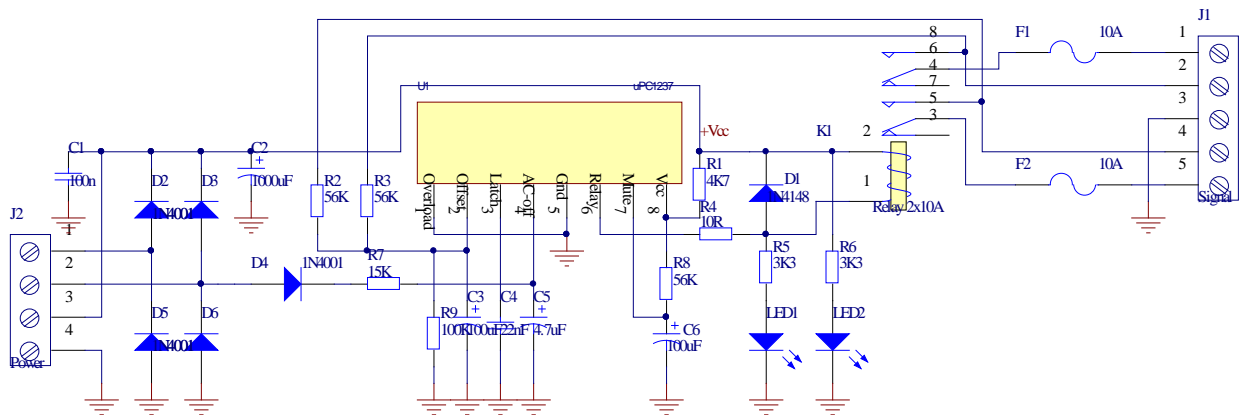 J1
F1 10A
1
8
6
2
4
7
3
5
3
4
F2 10A
5
Signal
U1 uPC1237
+Vcc K1 2
1
Relay 2x10A
C1
100n
D2 D3
C2
1000uF
R2
56K
R3
56K
R1
4K7
D1
1N4148
R4
10R
Overload 1
Offset 2
Latch 3
AC-off 4
Gnd 5
Relay 6
Mute 7
Vcc 8
1N4001
J2
1
2
3
4
Power
D4 1N4001
R7
15K
R8
56K
R5
3K3
R6
3K3
D5 D6
1N4001
R9
100K
C3
100uF
C4
22nF
C5
4.7uF
C6
100uF
LED1 LED2